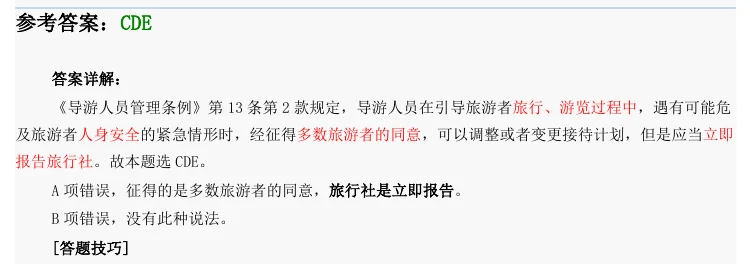 参考答案：CDE
答案详解：
《导游人员管理条例》第 13 条第 2 款规定，导游人员在引导旅游者旅行、游览过程中，遇有可能危
及旅游者人身安全的紧急情形时，经征得多数旅游者的同意，可以调整或者变更接待计划，但是应当立即
报告旅行社。故本题选 CDE。
A 项错误，征得的是多数旅游者的同意，旅行社是立即报告。
B 项错误，没有此种说法。
[答题技巧]